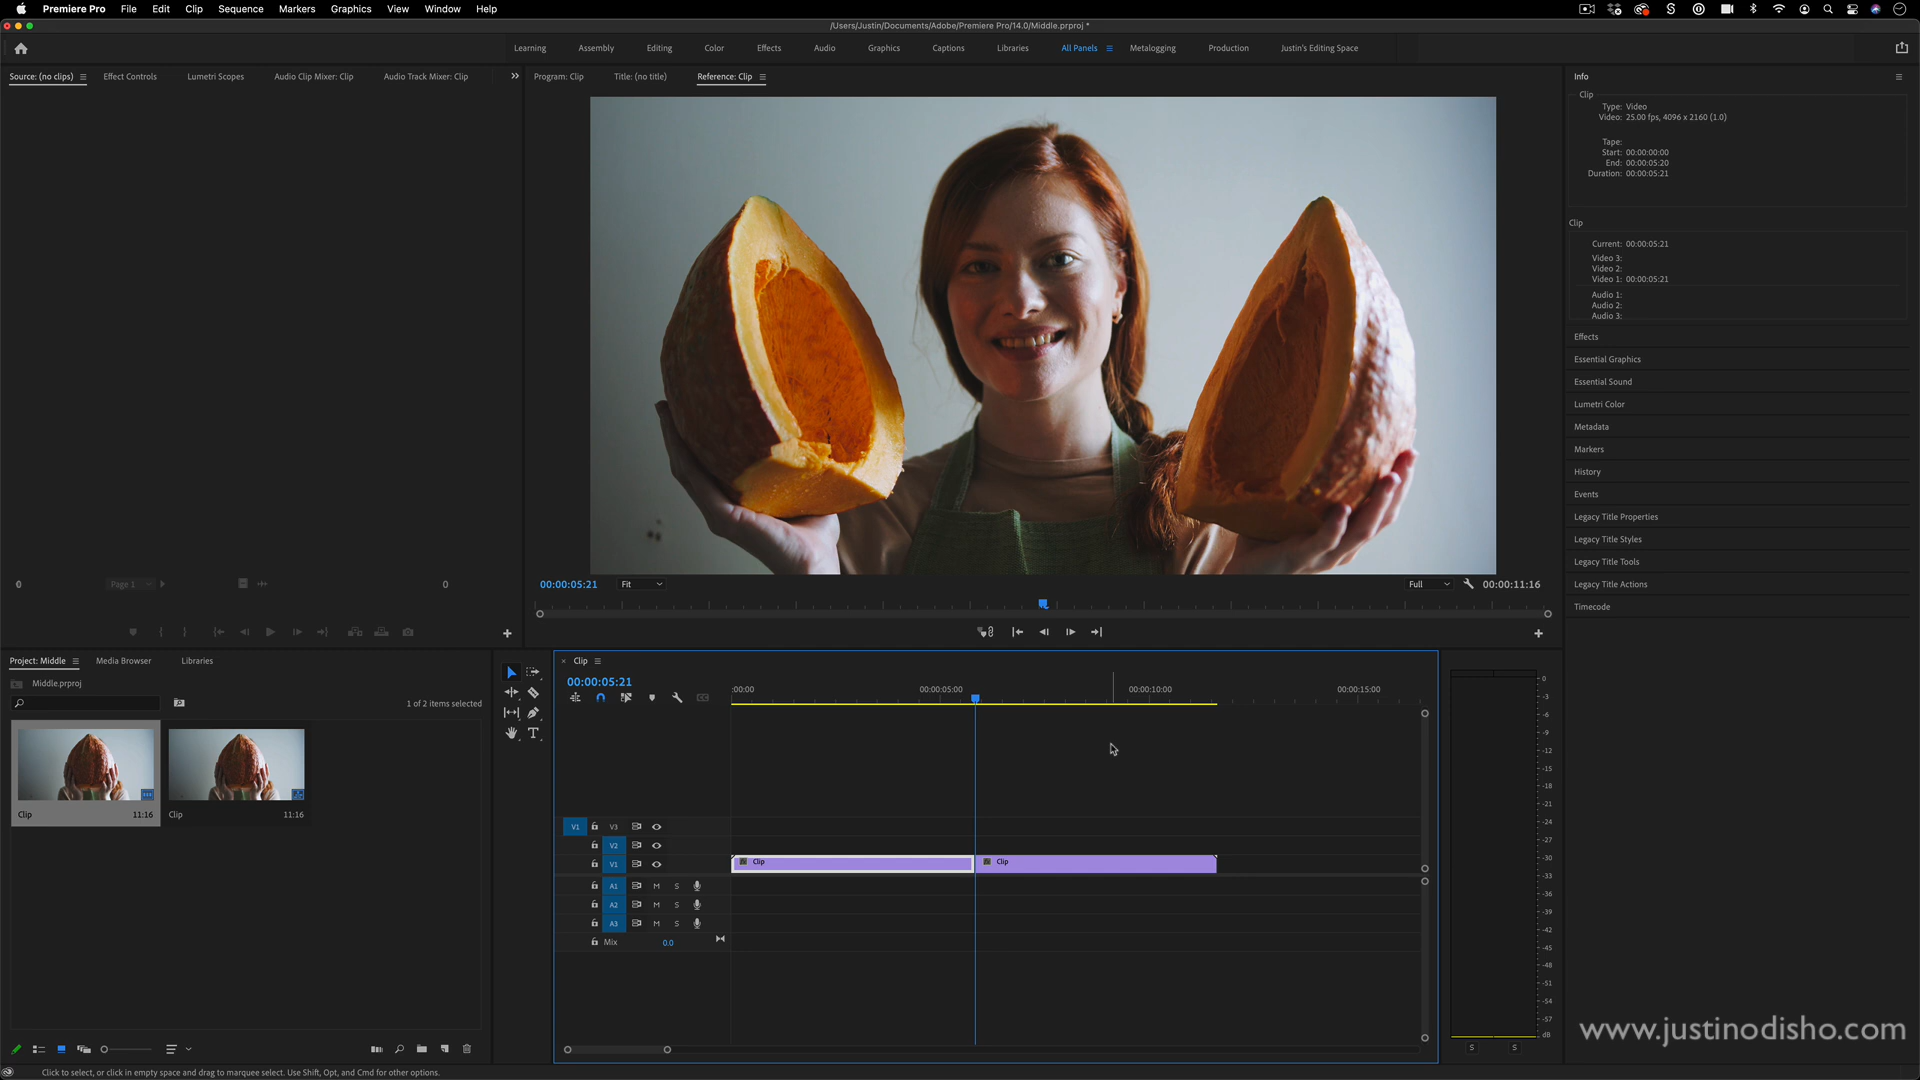 Premiere Pro File Edit Clip Sequence Markers Graphics View Window Help
/Users/Justin/Documents/Adobe/Premiere Pro/14.0/Middle.prproj *
Learning Assembly Editing Color Effects Audio Graphics Captions Libraries All Panels Metalogging Production Justin's Editing Space
Source: (no clips) Effect Controls Lumetri Scopes Audio Clip Mixer: Clip Audio Track Mixer: Clip
Program: Clip Title: (no title) Reference: Clip
Info
Clip
Type: Video
Video: 25.00 fps, 4096 x 2160 (1.0)
Tape:
Start: 00:00:00:00
End: 00:00:05:20
Duration: 00:00:05:21
Clip
Current: 00:00:05:21
Video 3:
Video 2:
Video 1: 00:00:05:21
Audio 1:
Audio 2:
Audio 3:
Effects
Essential Graphics
Essential Sound
Lumetri Color
Metadata
Markers
History
Events
Legacy Title Properties
Legacy Title Styles
Legacy Title Tools
Legacy Title Actions
Timecode
0 Page 1 0
00:00:05:21 Fit Full 00:00:11:16
Project: Middle Media Browser Libraries
Middle.prproj
1 of 2 items selected
Clip 11:16 Clip 11:16
Clip
00:00:05:21
:00:00 00:00:05:00 00:00:10:00 00:00:15:00
V1 V3
V2
V1 Clip Clip
A1 M S
A2 M S
A3 M S
Mix 0.0
0
-3
-6
-9
-12
-15
-18
-21
-24
-27
-30
-33
-36
-39
-42
-45
-48
-51
-54
-57
dB
S S
www.justinodisho.com
Click to select, or click in empty space and drag to marquee select. Use Shift, Opt, and Cmd for other options.